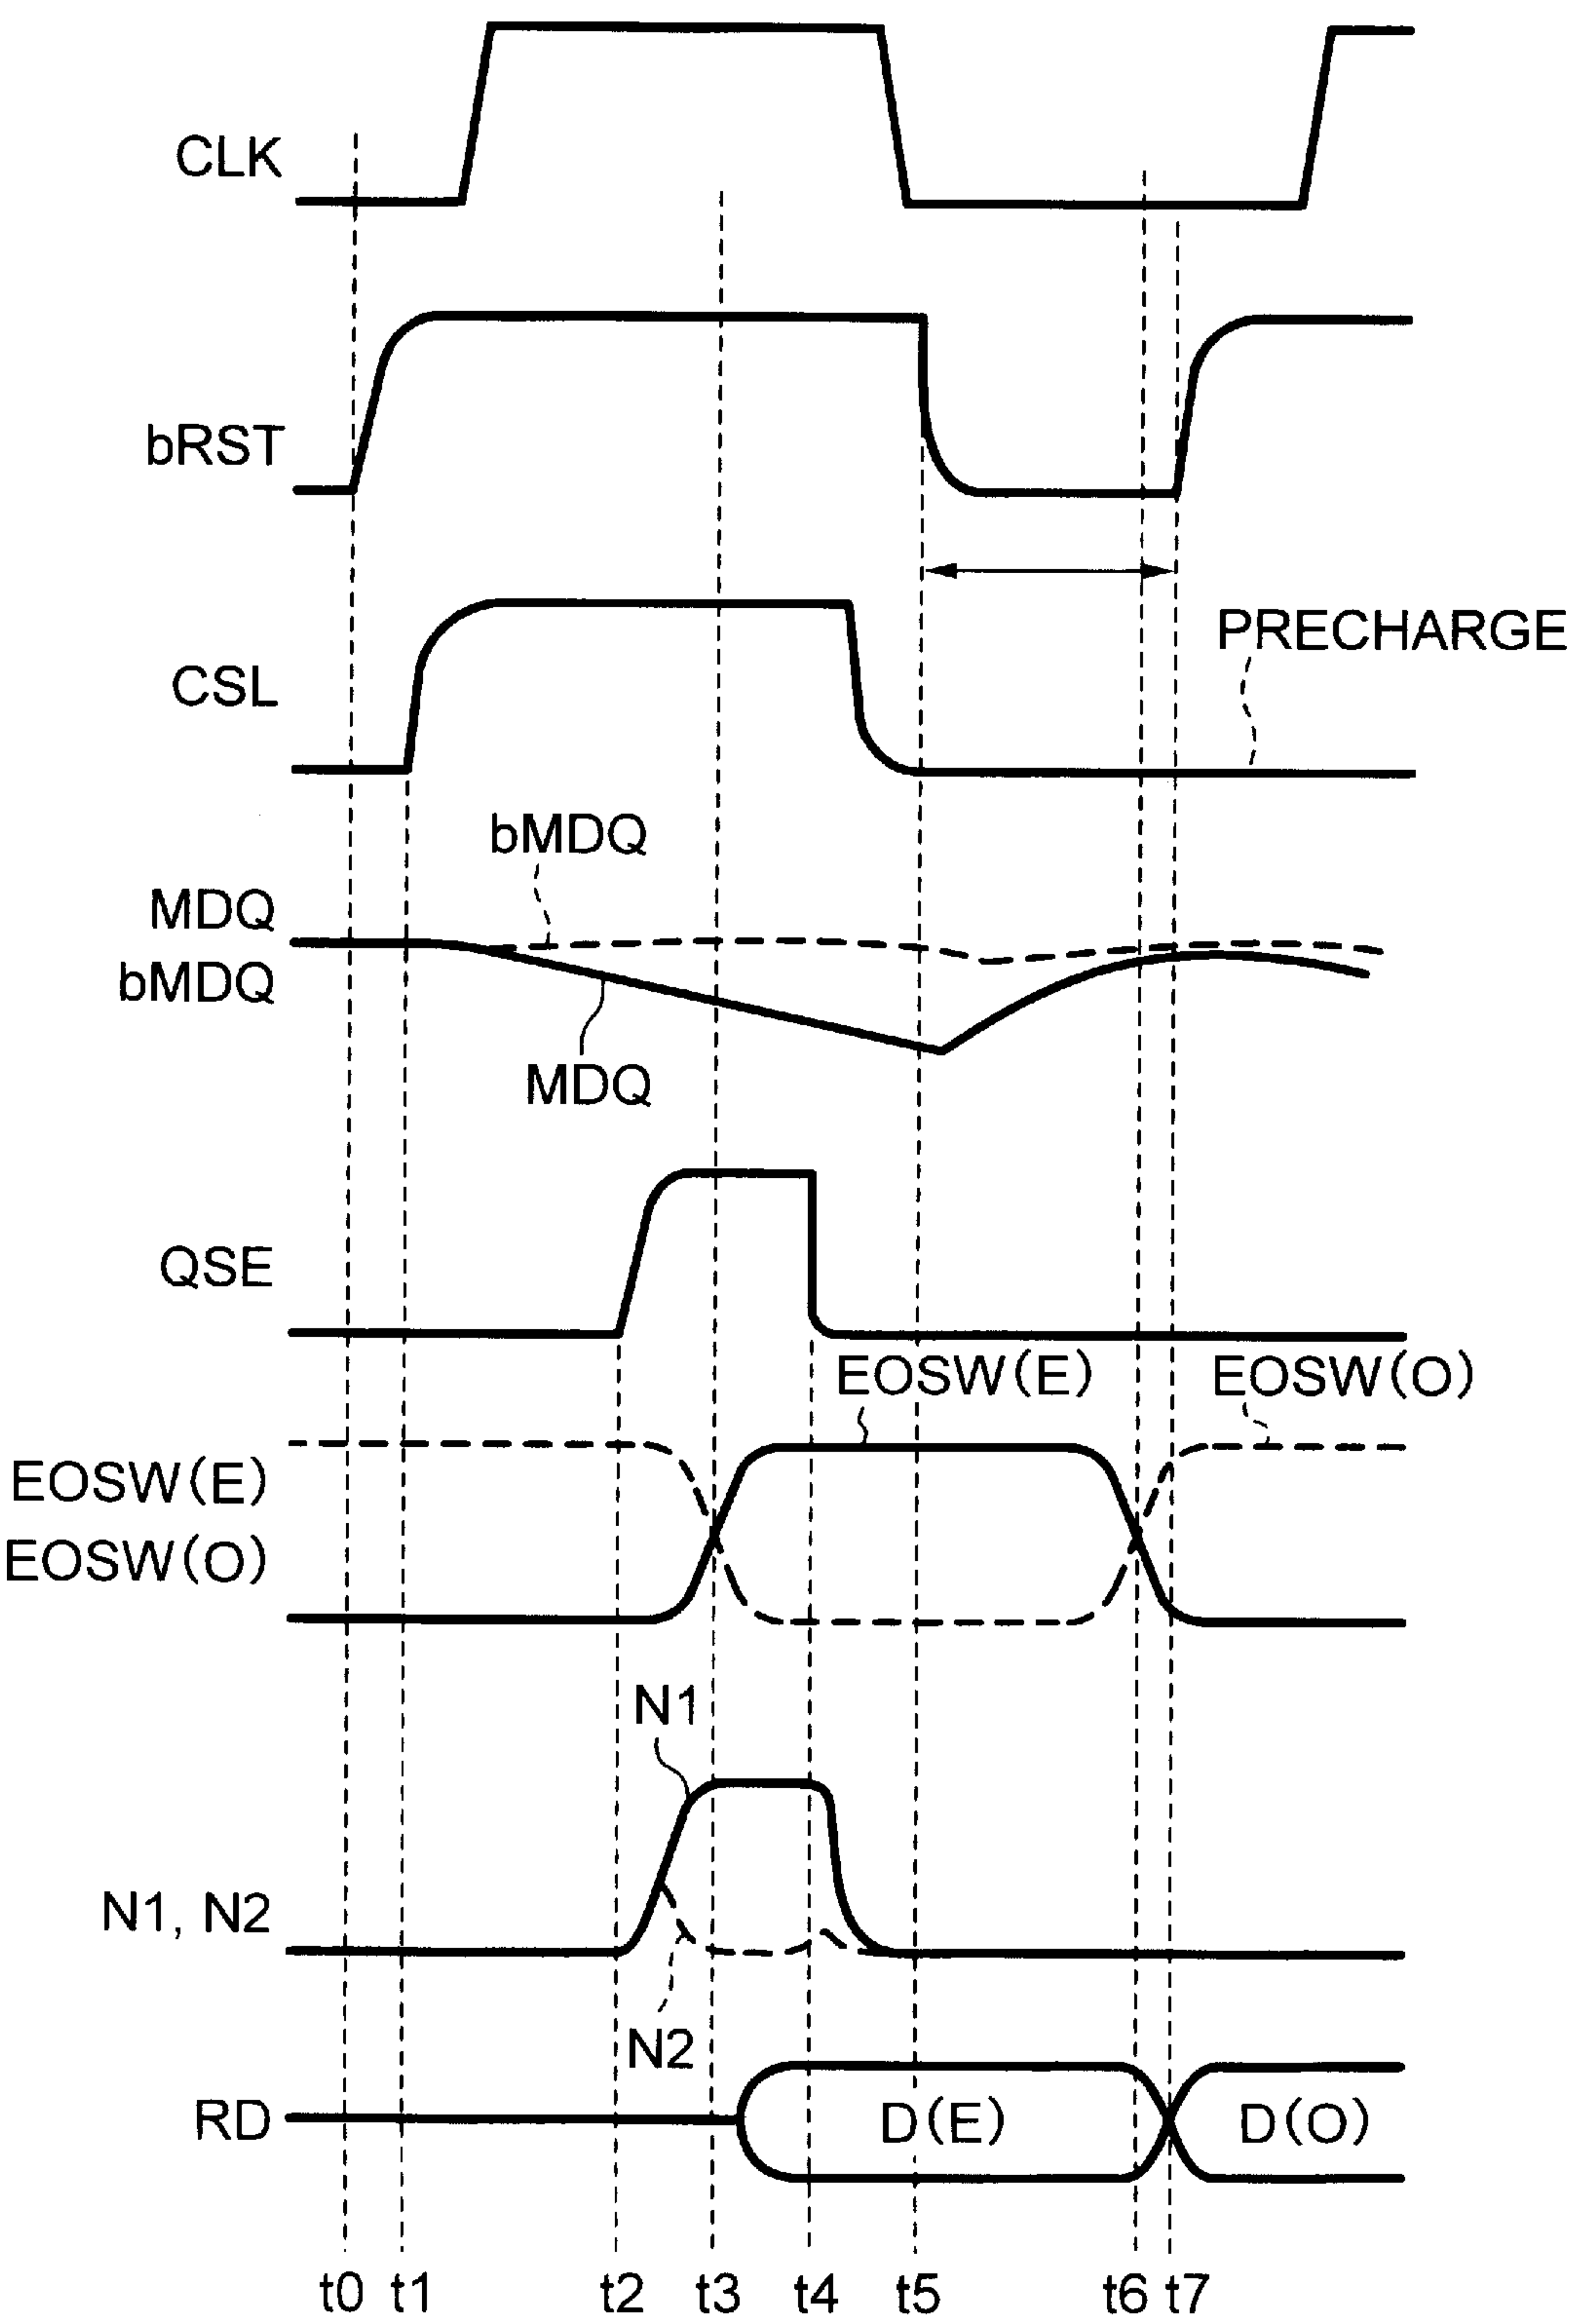 CLK
bRST
PRECHARGE
CSL
bMDQ
MDQ
bMDQ
MDQ
QSE
EOSW(E) EOSW(O)
EOSW(E)
EOSW(O)
N1
N1, N2
N2
RD D(E) D(O)
t0 t1 t2 t3 t4 t5 t6 t7